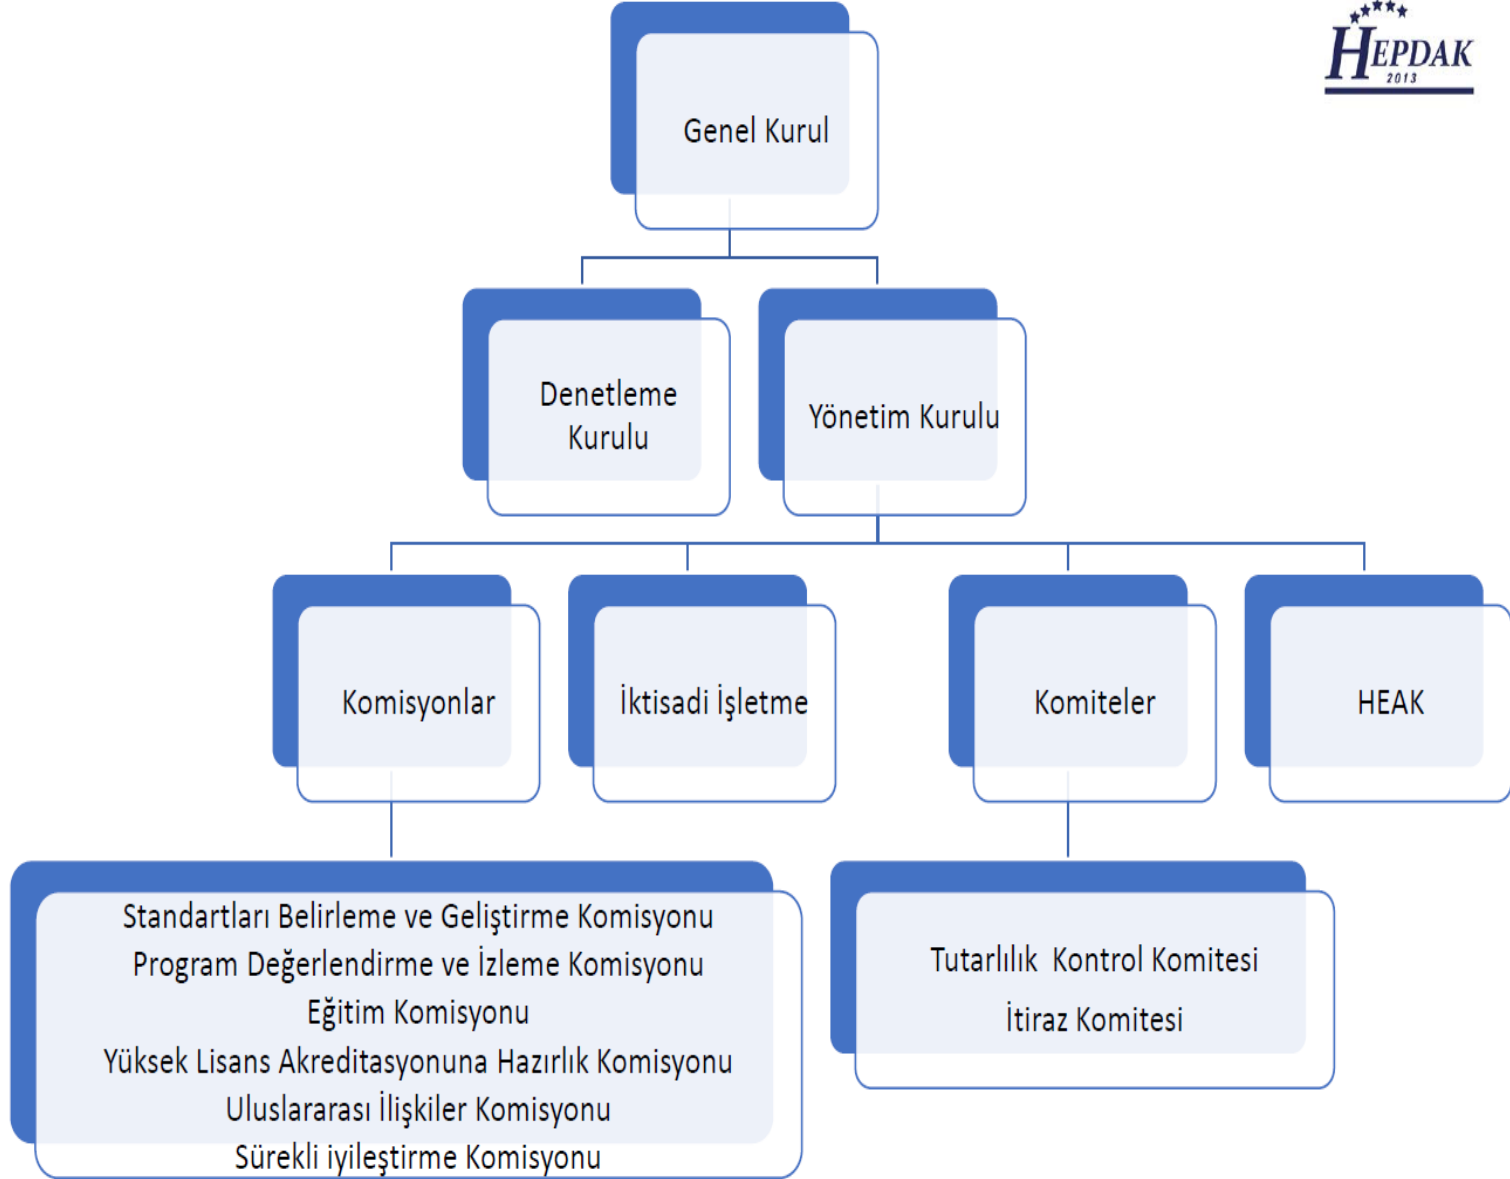 HEPDAK
2013
Genel Kurul
Denetleme
Kurulu
Yönetim Kurulu
Komisyonlar
İktisadi İşletme
Komiteler
HEAK
Standartları Belirleme ve Geliştirme Komisyonu
Program Değerlendirme ve İzleme Komisyonu
Eğitim Komisyonu
Yüksek Lisans Akreditasyonuna Hazırlık Komisyonu
Uluslararası İlişkiler Komisyonu
Sürekli iyileştirme Komisyonu
Tutarlılık Kontrol Komitesi
İtiraz Komitesi